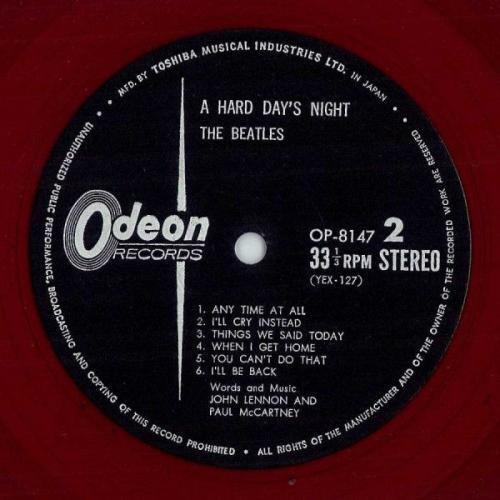 MFD. BY TOSHIBA MUSICAL INDUSTRIES LTD. IN JAPAN •
A HARD DAY'S NIGHT
THE BEATLES
Odeon
RECORDS
OP-8147 2
33 1/3 RPM STEREO
(YEX-127)
1. ANY TIME AT ALL
2. I'LL CRY INSTEAD
3. THINGS WE SAID TODAY
4. WHEN I GET HOME
5. YOU CAN'T DO THAT
6. I'LL BE BACK
Words and Music
JOHN LENNON AND
PAUL McCARTNEY
UNAUTHORIZED PUBLIC PERFORMANCE, BROADCASTING AND COPYING OF THIS RECORD PROHIBITED • ALL RIGHTS OF THE MANUFACTURER AND OF THE OWNER OF THE RECORDED WORK ARE RESERVED •